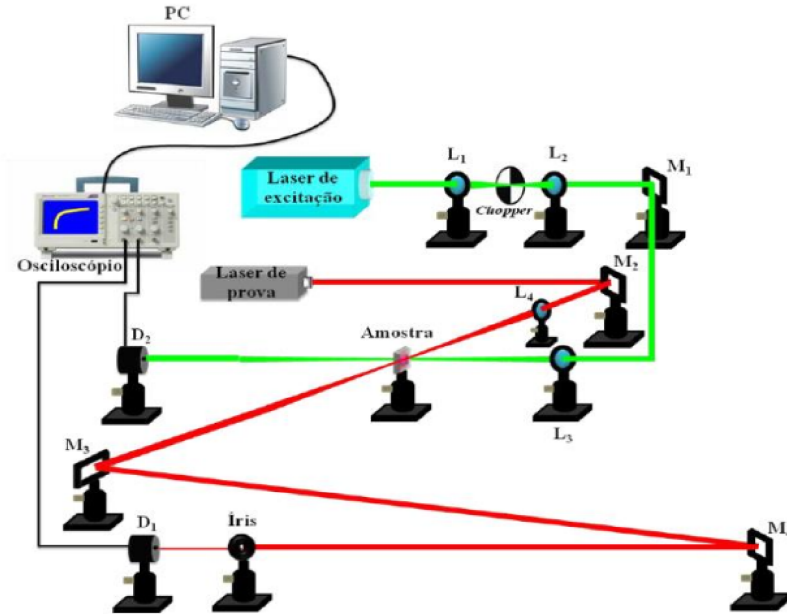 PC
L₁
L₂
M₁
Laser de
excitação
Chopper
Osciloscópio
Laser de
prova
M₂
L₄
D₂
Amostra
L₃
M₃
D₁
Íris